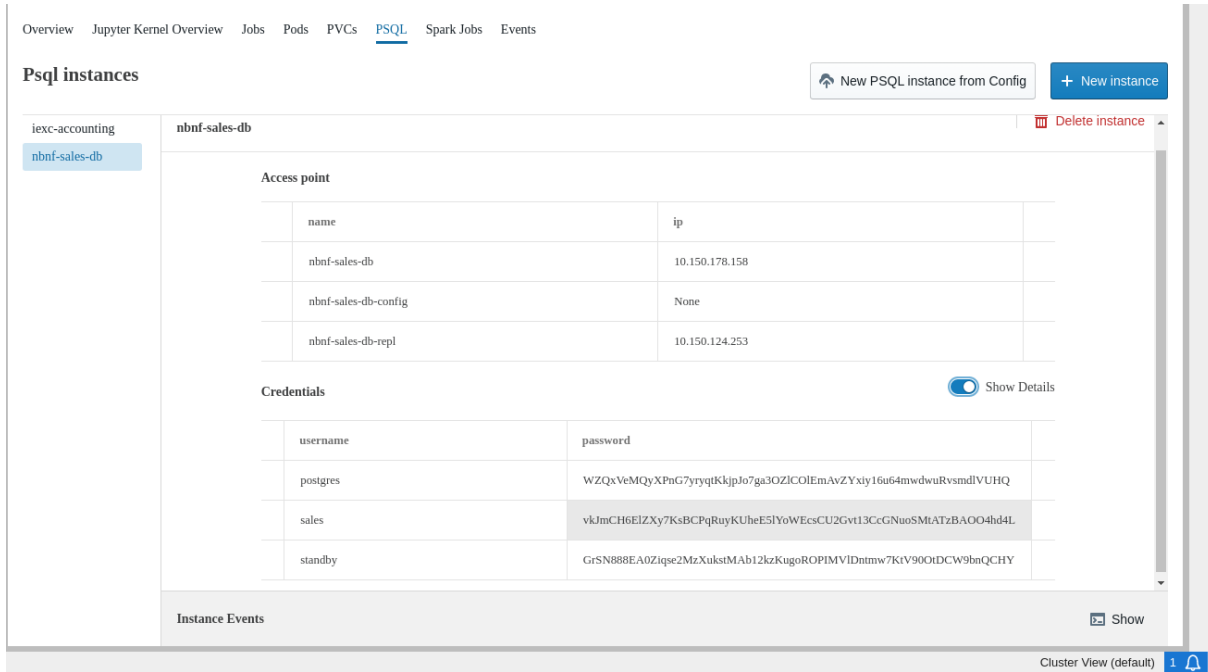 Overview Jupyter Kernel Overview Jobs Pods PVCs PSQL Spark Jobs Events
Psql instances
New PSQL instance from Config
+ New instance
iexc-accounting
nbnf-sales-db
nbnf-sales-db
Delete instance
Access point
name ip
nbnf-sales-db 10.150.178.158
nbnf-sales-db-config None
nbnf-sales-db-repl 10.150.124.253
Credentials
Show Details
username password
postgres WZQxVeMQyXPnG7yryqtKkjpJo7ga3OZlCOlEmAvZYxiy16u64mwdwuRvsmdlVUHQ
sales vkJmCH6ElZXy7KsBCPqRuyKUheE5lYoWEcsCU2Gvt13CcGNuoSMtATzBAOO4hd4L
standby GrSN888EA0Ziqse2MzXukstMAb12kzKugoROPIMVlDntmw7KtV90OtDCW9bnQCHY
Instance Events
Show
Cluster View (default) 1